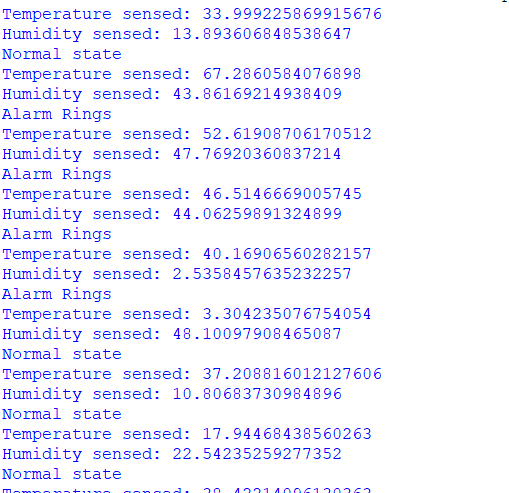 Temperature sensed: 33.999225869915676
Humidity sensed: 13.893606848538647
Normal state
Temperature sensed: 67.2860584076898
Humidity sensed: 43.86169214938409
Alarm Rings
Temperature sensed: 52.61908706170512
Humidity sensed: 47.76920360837214
Alarm Rings
Temperature sensed: 46.5146669005745
Humidity sensed: 44.06259891324899
Alarm Rings
Temperature sensed: 40.16906560282157
Humidity sensed: 2.5358457635232257
Alarm Rings
Temperature sensed: 3.304235076754054
Humidity sensed: 48.10097908465087
Normal state
Temperature sensed: 37.208816012127606
Humidity sensed: 10.80683730984896
Normal state
Temperature sensed: 17.94468438560263
Humidity sensed: 22.54235259277352
Normal state
Temperature sensed: